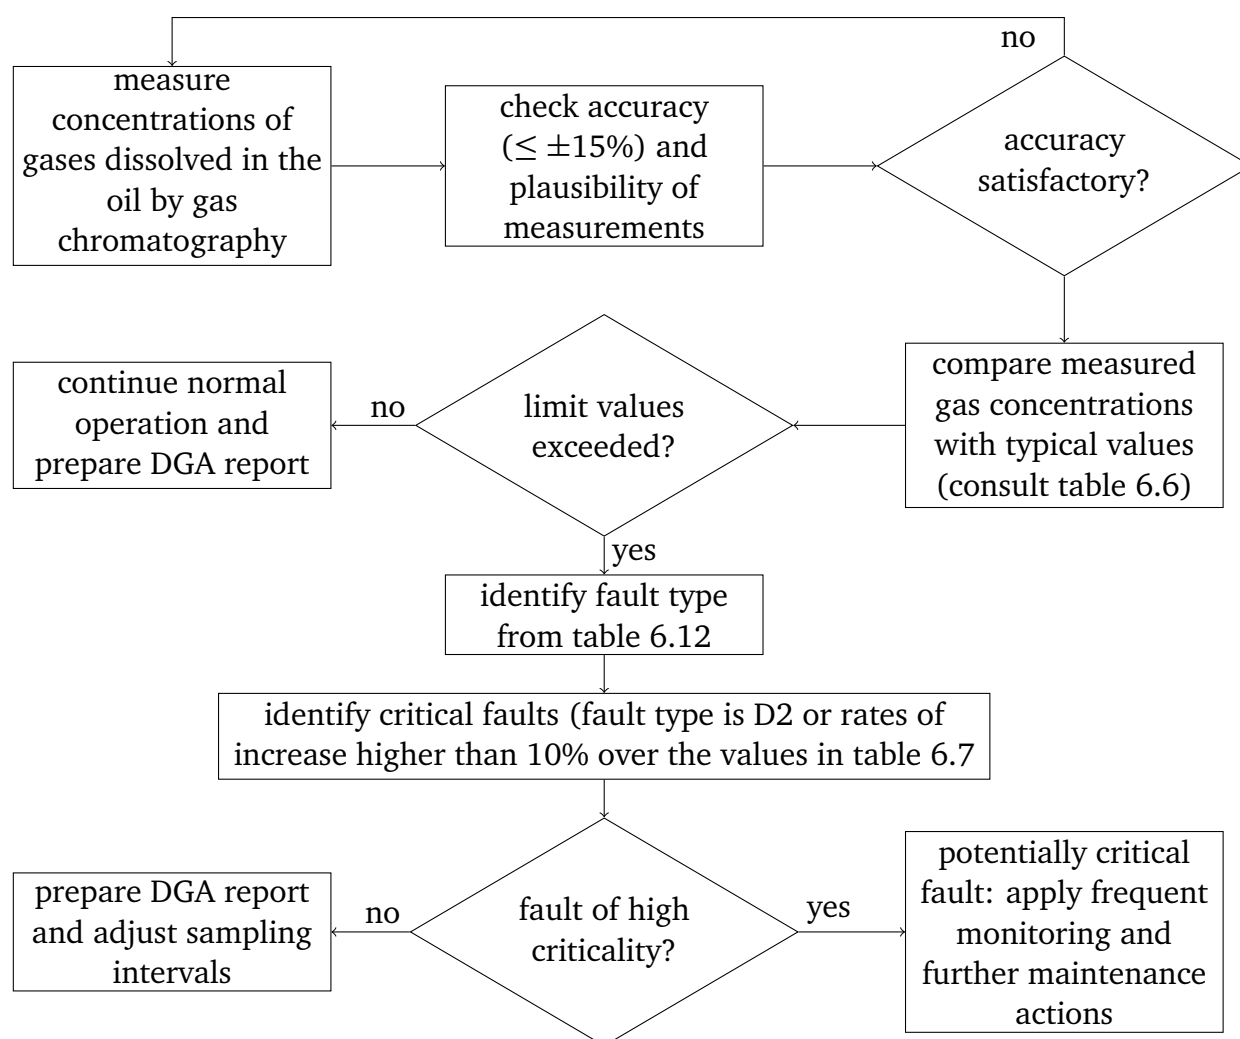 no
measure
concentrations of
gases dissolved in the
oil by gas
chromatography
check accuracy
(≤ ±15%) and
plausibility of
measurements
accuracy
satisfactory?
continue normal
operation and
prepare DGA report
no
limit values
exceeded?
compare measured
gas concentrations
with typical values
(consult table 6.6)
yes
identify fault type
from table 6.12
identify critical faults (fault type is D2 or rates of
increase higher than 10% over the values in table 6.7
prepare DGA report
and adjust sampling
intervals
no
fault of high
criticality?
yes
potentially critical
fault: apply frequent
monitoring and
further maintenance
actions